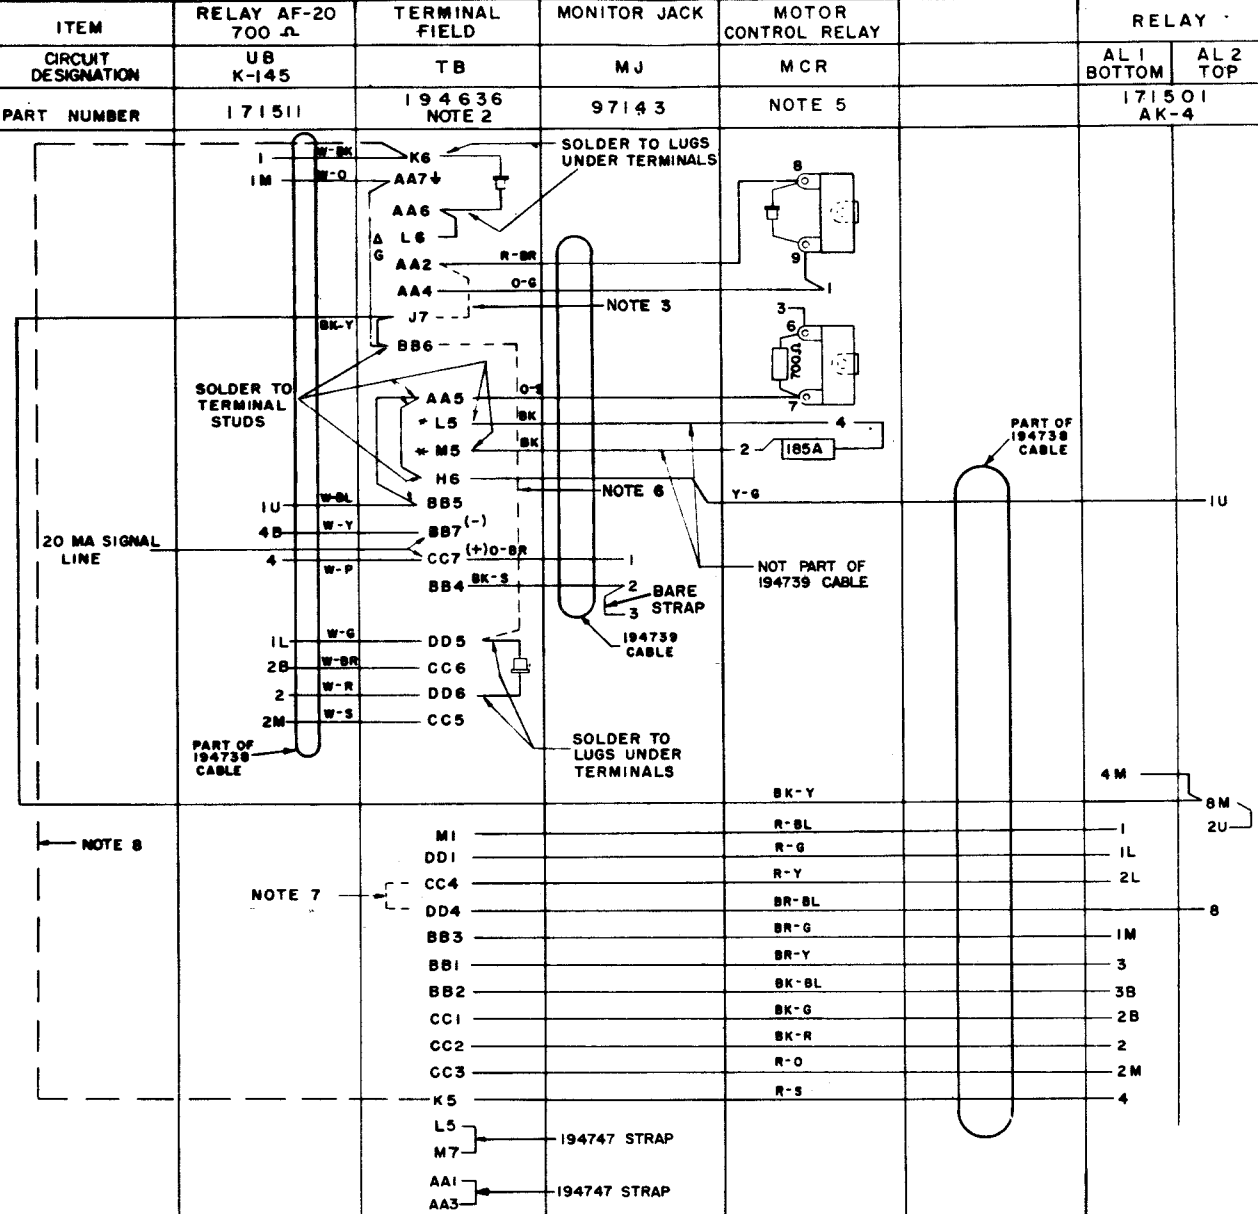 ITEM
RELAY AF-20
700 Ω
TERMINAL
FIELD
MONITOR JACK
MOTOR
CONTROL RELAY
RELAY
CIRCUIT
DESIGNATION
UB
K-145
TB
MJ
MCR
AL 1
BOTTOM
AL 2
TOP
PART NUMBER
171511
194636
NOTE 2
97143
NOTE 5
171501
AK-4
1 W-BK K6
1M W-O AA7
SOLDER TO LUGS
UNDER TERMINALS
8
AA6
Δ
G
L6
AA2 R-BR
9
AA4 O-G 1
NOTE 3
3
BK-Y J7
6
BB6
700Ω
SOLDER TO
TERMINAL
STUDS
AA5
7
* L5 BK 4
* M5 BK 2 185A
PART OF
194738
CABLE
H6 Y-G 1U
NOTE 6
1U W-BL BB5
4B W-Y BB7 (-)
20 MA SIGNAL
LINE
4 W-P CC7 (+) O-BR 1
NOT PART OF
194739 CABLE
BB4 BK-S 2
BARE
STRAP
3
194739
CABLE
1L W-G DD5
2B W-BR CC6
2 W-R DD6
2M W-S CC5
PART OF
194738
CABLE
SOLDER TO
LUGS UNDER
TERMINALS
4M
BK-Y 8M
2U
NOTE 8
M1 R-BL 1
DD1 R-G 1L
NOTE 7
CC4 R-Y 2L
DD4 BR-BL 8
BB3 BR-G 1M
BB1 BR-Y 3
BB2 BK-BL 3B
CC1 BK-G 2B
CC2 BK-R 2
CC3 R-O 2M
K5 R-S 4
L5
M7
194747 STRAP
AA1
AA3
194747 STRAP